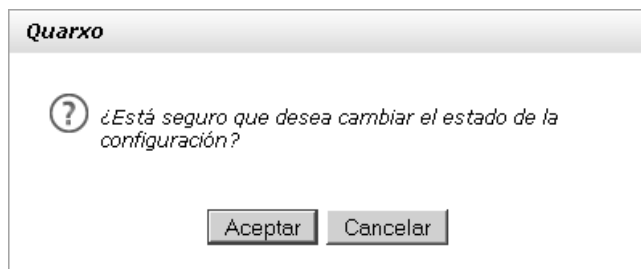 Quarxo
¿Está seguro que desea cambiar el estado de la
configuración?
Aceptar Cancelar